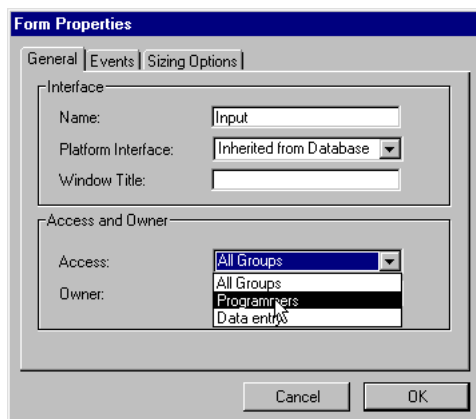 Form Properties
General Events Sizing Options
Interface
Name: Input
Platform Interface: Inherited from Database
Window Title:
Access and Owner
Access: All Groups
All Groups
Owner: Programmers
Data entry
Cancel OK